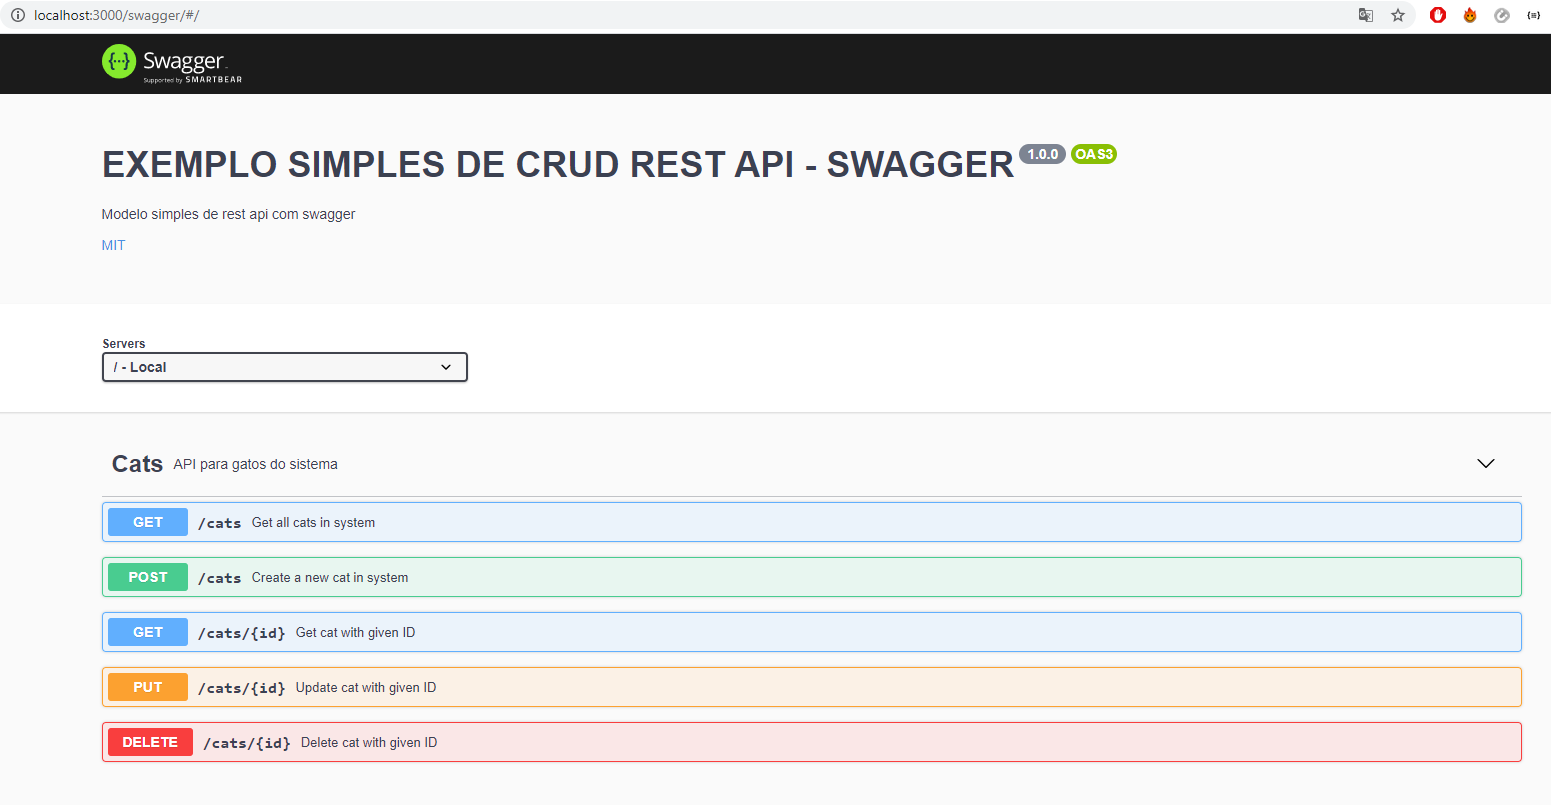 localhost:3000/swagger/#/
Swagger
Supported by SMARTBEAR
EXEMPLO SIMPLES DE CRUD REST API - SWAGGER 1.0.0 OAS3
Modelo simples de rest api com swagger
MIT
Servers
/ - Local
Cats API para gatos do sistema
GET /cats Get all cats in system
POST /cats Create a new cat in system
GET /cats/{id} Get cat with given ID
PUT /cats/{id} Update cat with given ID
DELETE /cats/{id} Delete cat with given ID